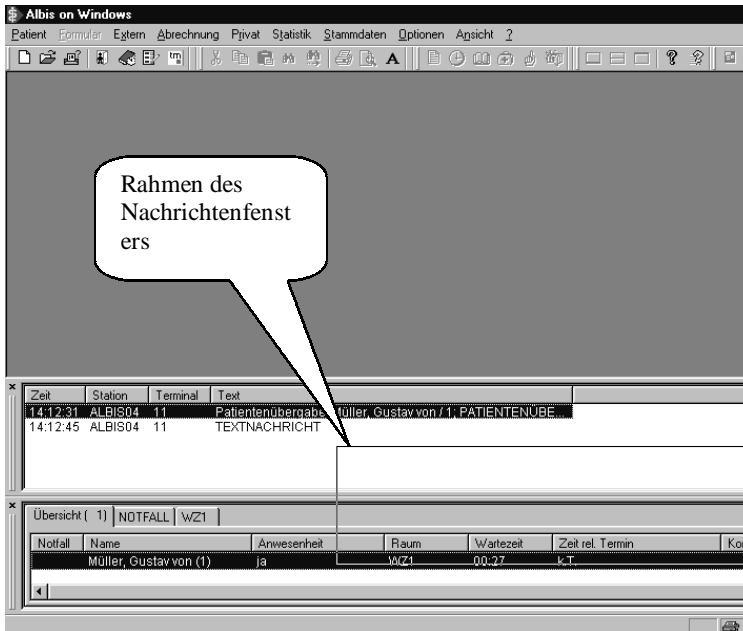 Albis on Windows
Patient Formular Extern Abrechnung Privat Statistik Stammdaten Optionen Ansicht ?
Rahmen des
Nachrichtenfenst
ers
Zeit Station Terminal Text
14:12:31 ALBIS04 11 Patientenübergabe Müller, Gustav von / 1; PATIENTENÜBE...
14:12:45 ALBIS04 11 TEXTNACHRICHT
Übersicht ( 1) NOTFALL WZ1
Notfall Name Anwesenheit Raum Wartezeit Zeit rel. Termin Ko
Müller, Gustav von (1) ja WZ1 00:27 k.T.